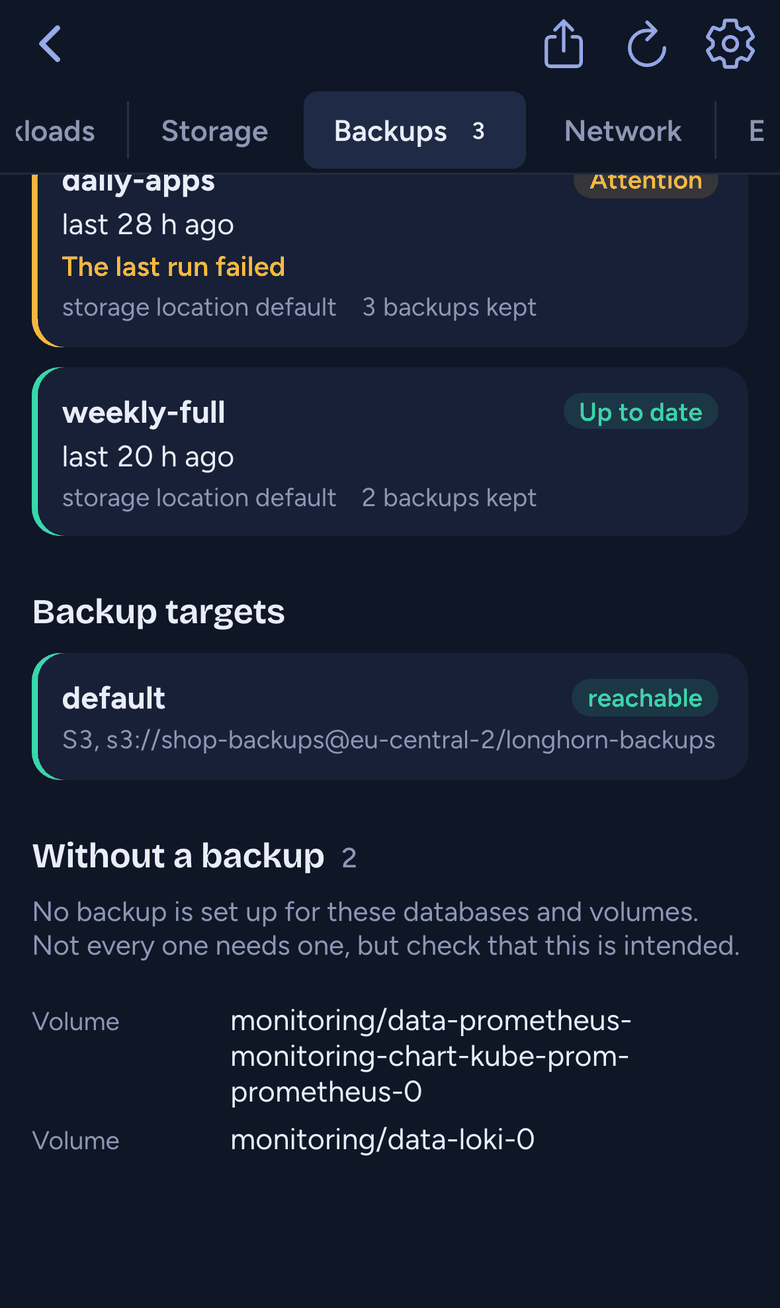 Storage
Backups 3
Network
E
daily-apps
Attention
last 28 h ago
The last run failed
storage location default 3 backups kept
weekly-full
Up to date
last 20 h ago
storage location default 2 backups kept
Backup targets
default
reachable
S3, s3://shop-backups@eu-central-2/longhorn-backups
Without a backup 2
No backup is set up for these databases and volumes.
Not every one needs one, but check that this is intended.
Volume
monitoring/data-prometheus-
monitoring-chart-kube-prom-
prometheus-0
Volume
monitoring/data-loki-0